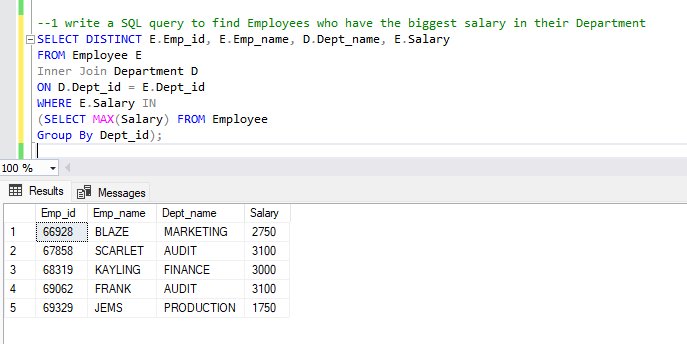 --1 write a SQL query to find Employees who have the biggest salary in their Department
SELECT DISTINCT E.Emp_id, E.Emp_name, D.Dept_name, E.Salary
FROM Employee E
Inner Join Department D
ON D.Dept_id = E.Dept_id
WHERE E.Salary IN
(SELECT MAX(Salary) FROM Employee
Group By Dept_id);
100 %
Results Messages
Emp_id Emp_name Dept_name Salary
1 66928 BLAZE MARKETING 2750
2 67858 SCARLET AUDIT 3100
3 68319 KAYLING FINANCE 3000
4 69062 FRANK AUDIT 3100
5 69329 JEMS PRODUCTION 1750